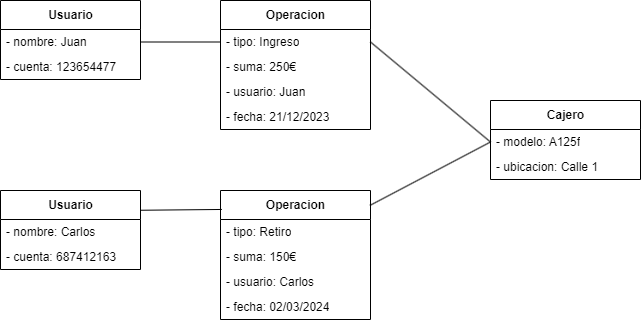 Usuario
- nombre: Juan
- cuenta: 123654477
Operacion
- tipo: Ingreso
- suma: 250€
- usuario: Juan
- fecha: 21/12/2023
Cajero
- modelo: A125f
- ubicacion: Calle 1
Usuario
- nombre: Carlos
- cuenta: 687412163
Operacion
- tipo: Retiro
- suma: 150€
- usuario: Carlos
- fecha: 02/03/2024